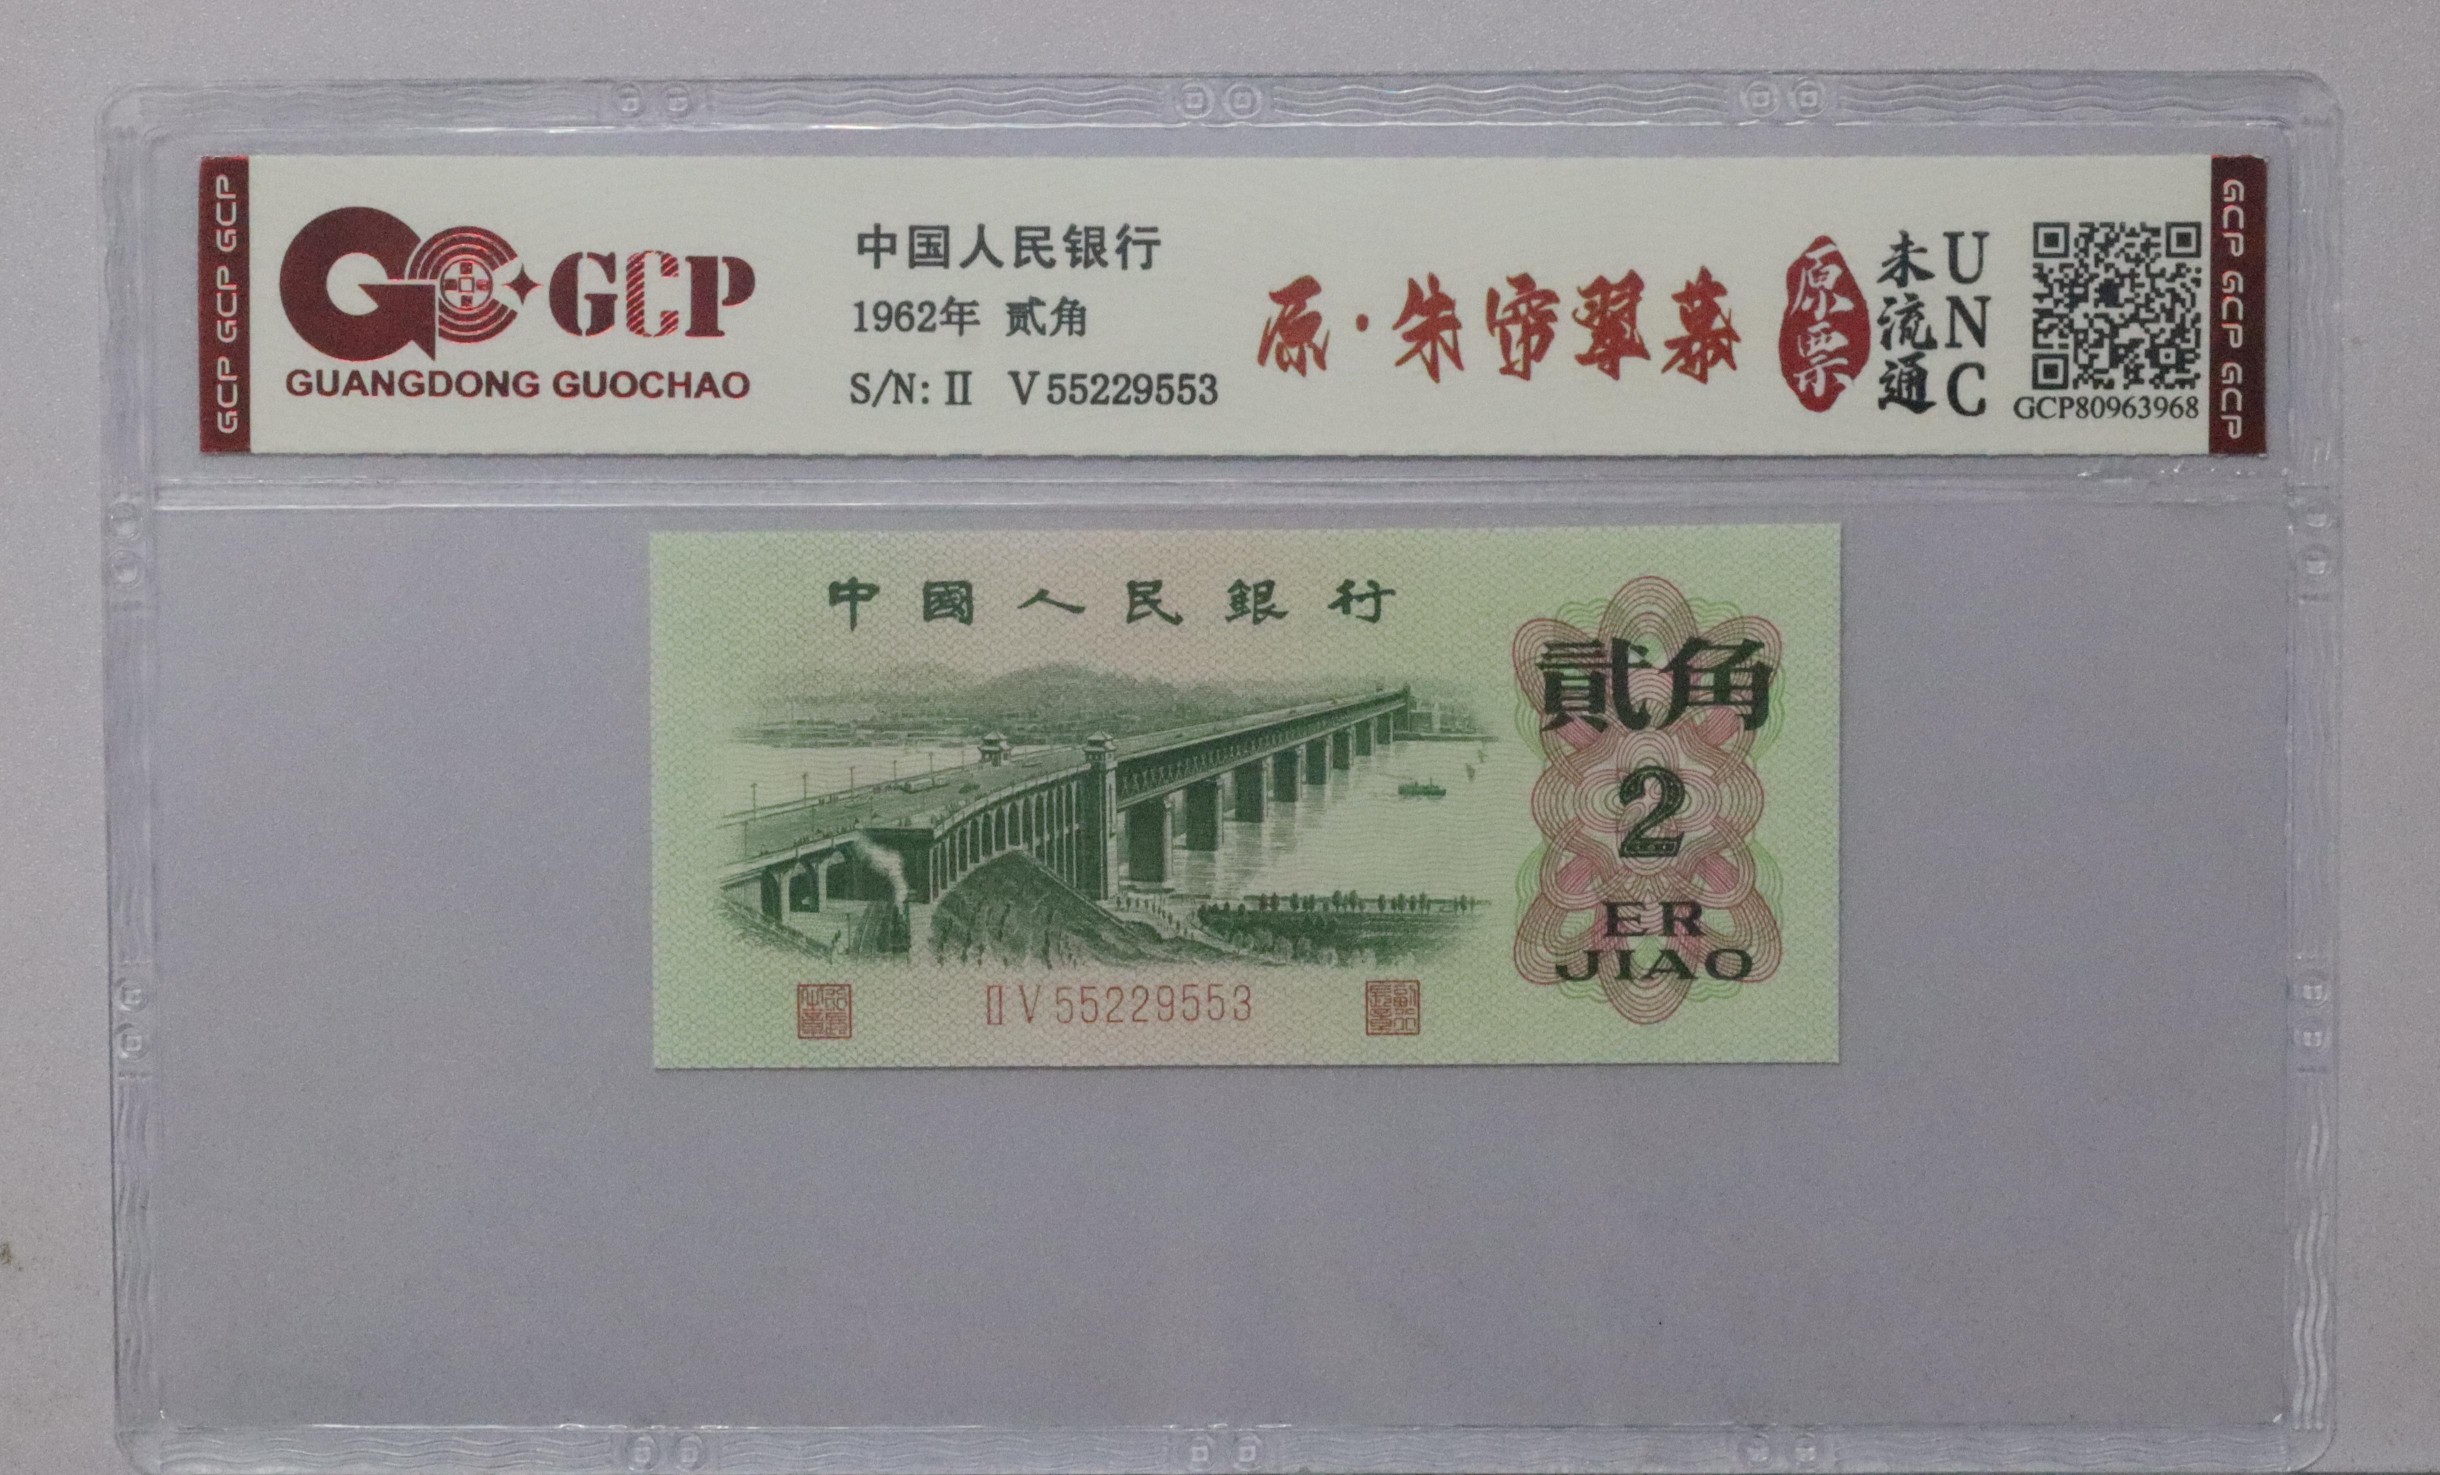 GCP GCP GCP
GCP
GUANGDONG GUOCHAO
中国人民银行
1962年 贰角
S/N: II V 55229553
原·朱帘翠幕
原票
未流通
UNC
GCP80963968
GCP GCP GCP
中國人民銀行
貳角
2
ER
JIAO
II V 55229553